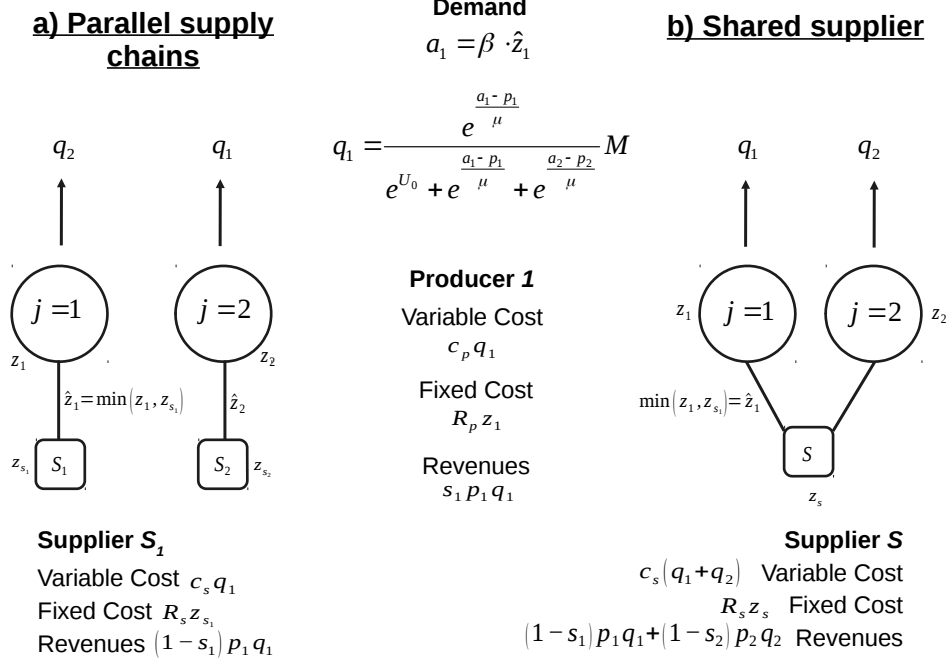 a) Parallel supply
chains
Demand
a₁ = β · ẑ₁
q₁ = e^((a₁ - p₁)/μ) / (e^(U₀) + e^((a₁ - p₁)/μ) + e^((a₂ - p₂)/μ)) M
b) Shared supplier
q₂ q₁
j = 1 j = 2
z₁ z₂
ẑ₁ = min(z₁, z_s₁) ẑ₂
z_s₁ S₁ S₂ z_s₂
Supplier S₁
Variable Cost c_s q₁
Fixed Cost R_s z_s₁
Revenues (1 − s₁) p₁ q₁
Producer 1
Variable Cost
c_p q₁
Fixed Cost
R_p z₁
Revenues
s₁ p₁ q₁
q₁ q₂
z₁ j = 1 j = 2 z₂
min(z₁, z_s₁) = ẑ₁
S
z_s
Supplier S
c_s (q₁ + q₂) Variable Cost
R_s z_s Fixed Cost
(1 − s₁) p₁ q₁ + (1 − s₂) p₂ q₂ Revenues